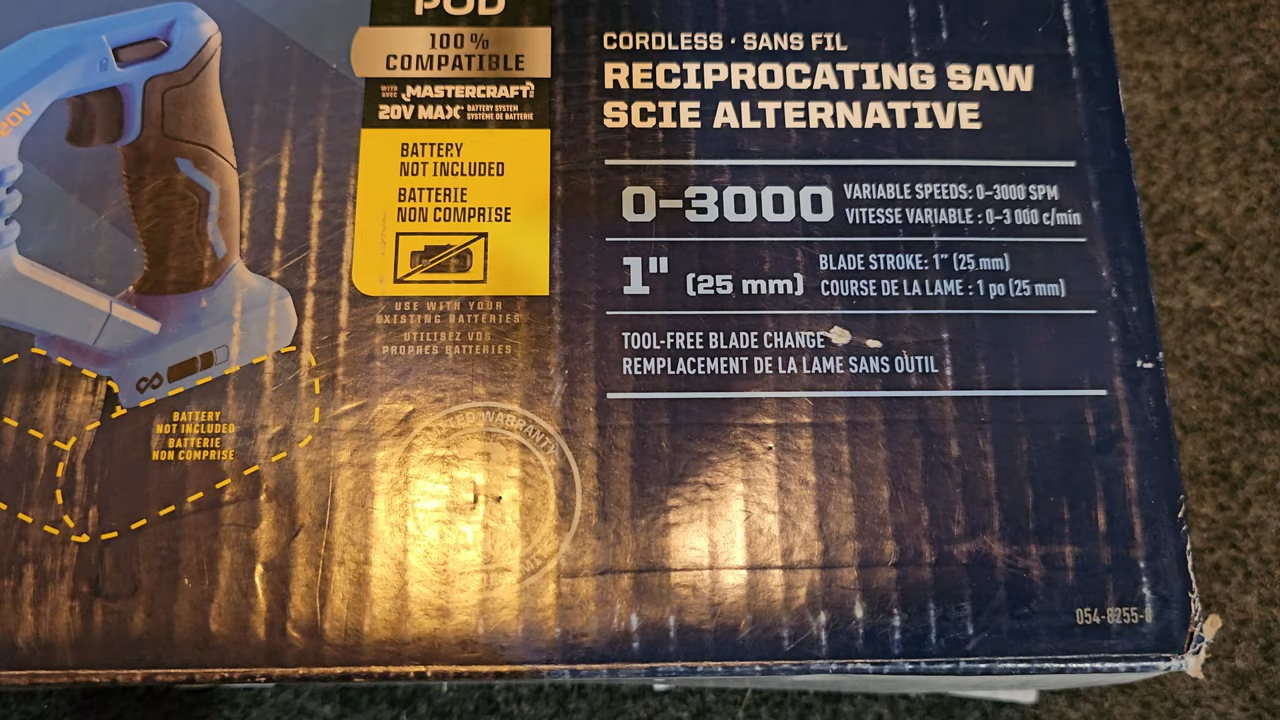 20V
POD
100%
COMPATIBLE
WITH
AVEC
MASTERCRAFT
20V MAX* BATTERY SYSTEM
SYSTÈME DE BATTERIE
BATTERY
NOT INCLUDED
BATTERIE
NON COMPRISE
USE WITH YOUR
EXISTING BATTERIES
UTILISEZ VOS
PROPRES BATTERIES
BATTERY
NOT INCLUDED
BATTERIE
NON COMPRISE
WARRANTY
CORDLESS · SANS FIL
RECIPROCATING SAW
SCIE ALTERNATIVE
0–3000
VARIABLE SPEEDS: 0–3000 SPM
VITESSE VARIABLE : 0–3 000 c/min
1" (25 mm)
BLADE STROKE: 1" (25 mm)
COURSE DE LA LAME : 1 po (25 mm)
TOOL-FREE BLADE CHANGE
REMPLACEMENT DE LA LAME SANS OUTIL
054-8255-8